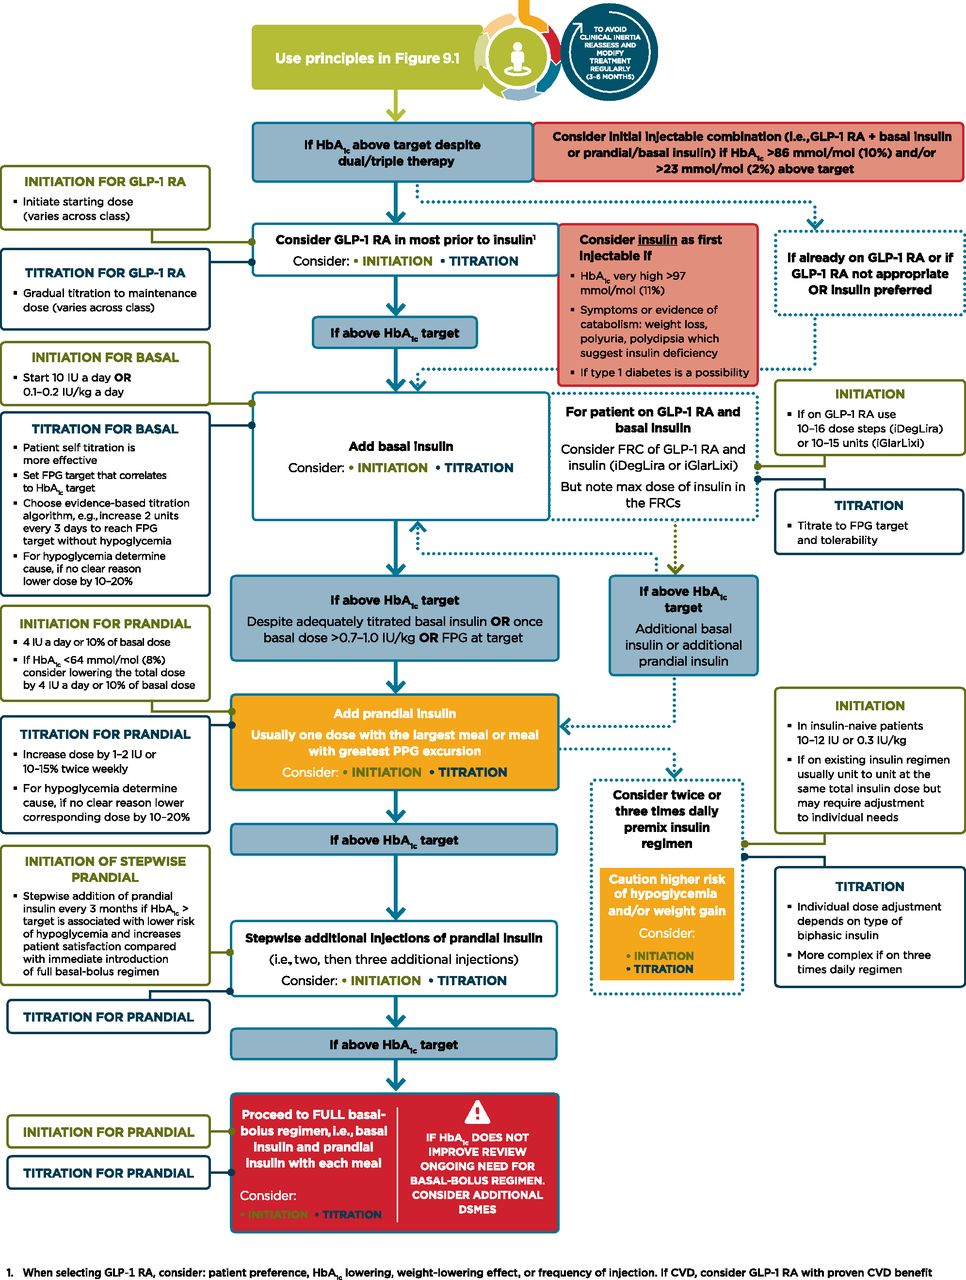 Use principles in Figure 9.1
TO AVOID
CLINICAL INERTIA
REASSESS AND
MODIFY
TREATMENT
REGULARLY
(3-6 MONTHS)
If HbA1c above target despite
dual/triple therapy
Consider initial injectable combination (i.e., GLP-1 RA + basal insulin
or prandial/basal insulin) if HbA1c >86 mmol/mol (10%) and/or
>23 mmol/mol (2%) above target
INITIATION FOR GLP-1 RA
▪ Initiate starting dose
(varies across class)
TITRATION FOR GLP-1 RA
▪ Gradual titration to maintenance
dose (varies across class)
Consider GLP-1 RA in most prior to insulin1
Consider: • INITIATION • TITRATION
Consider insulin as first
injectable if
▪ HbA1c very high >97
mmol/mol (11%)
▪ Symptoms or evidence of
catabolism: weight loss,
polyuria, polydipsia which
suggest insulin deficiency
▪ If type 1 diabetes is a possibility
If already on GLP-1 RA or if
GLP-1 RA not appropriate
OR insulin preferred
If above HbA1c target
INITIATION FOR BASAL
▪ Start 10 IU a day OR
0.1–0.2 IU/kg a day
TITRATION FOR BASAL
▪ Patient self titration is
more effective
▪ Set FPG target that correlates
to HbA1c target
▪ Choose evidence-based titration
algorithm, e.g., increase 2 units
every 3 days to reach FPG
target without hypoglycemia
▪ For hypoglycemia determine
cause, if no clear reason
lower dose by 10–20%
Add basal insulin
Consider: • INITIATION • TITRATION
For patient on GLP-1 RA and
basal insulin
Consider FRC of GLP-1 RA and
insulin (iDegLira or iGlarLixi)
But note max dose of insulin in
the FRCs
INITIATION
▪ If on GLP-1 RA use
10–16 dose steps (iDegLira)
or 10–15 units (iGlarLixi)
TITRATION
▪ Titrate to FPG target
and tolerability
If above HbA1c target
Despite adequately titrated basal insulin OR once
basal dose >0.7–1.0 IU/kg OR FPG at target
If above HbA1c
target
Additional basal
insulin or additional
prandial insulin
INITIATION FOR PRANDIAL
▪ 4 IU a day or 10% of basal dose
▪ If HbA1c <64 mmol/mol (8%)
consider lowering the total dose
by 4 IU a day or 10% of basal dose
TITRATION FOR PRANDIAL
▪ Increase dose by 1–2 IU or
10–15% twice weekly
▪ For hypoglycemia determine
cause, if no clear reason lower
corresponding dose by 10–20%
Add prandial insulin
Usually one dose with the largest meal or meal
with greatest PPG excursion
Consider: • INITIATION • TITRATION
Consider twice or
three times daily
premix insulin
regimen
Caution higher risk
of hypoglycemia
and/or weight gain
Consider:
• INITIATION
• TITRATION
INITIATION
▪ In insulin-naive patients
10–12 IU or 0.3 IU/kg
▪ If on existing insulin regimen
usually unit to unit at the
same total insulin dose but
may require adjustment
to individual needs
TITRATION
▪ Individual dose adjustment
depends on type of
biphasic insulin
▪ More complex if on three
times daily regimen
If above HbA1c target
INITIATION OF STEPWISE
PRANDIAL
▪ Stepwise addition of prandial
insulin every 3 months if HbA1c >
target is associated with lower risk
of hypoglycemia and increases
patient satisfaction compared
with immediate introduction
of full basal-bolus regimen
TITRATION FOR PRANDIAL
Stepwise additional injections of prandial insulin
(i.e., two, then three additional injections)
Consider: • INITIATION • TITRATION
If above HbA1c target
INITIATION FOR PRANDIAL
TITRATION FOR PRANDIAL
Proceed to FULL basal-
bolus regimen, i.e., basal
insulin and prandial
insulin with each meal
Consider:
• INITIATION • TITRATION
IF HbA1c DOES NOT
IMPROVE REVIEW
ONGOING NEED FOR
BASAL-BOLUS REGIMEN.
CONSIDER ADDITIONAL
DSMES
1. When selecting GLP-1 RA, consider: patient preference, HbA1c lowering, weight-lowering effect, or frequency of injection. If CVD, consider GLP-1 RA with proven CVD benefit